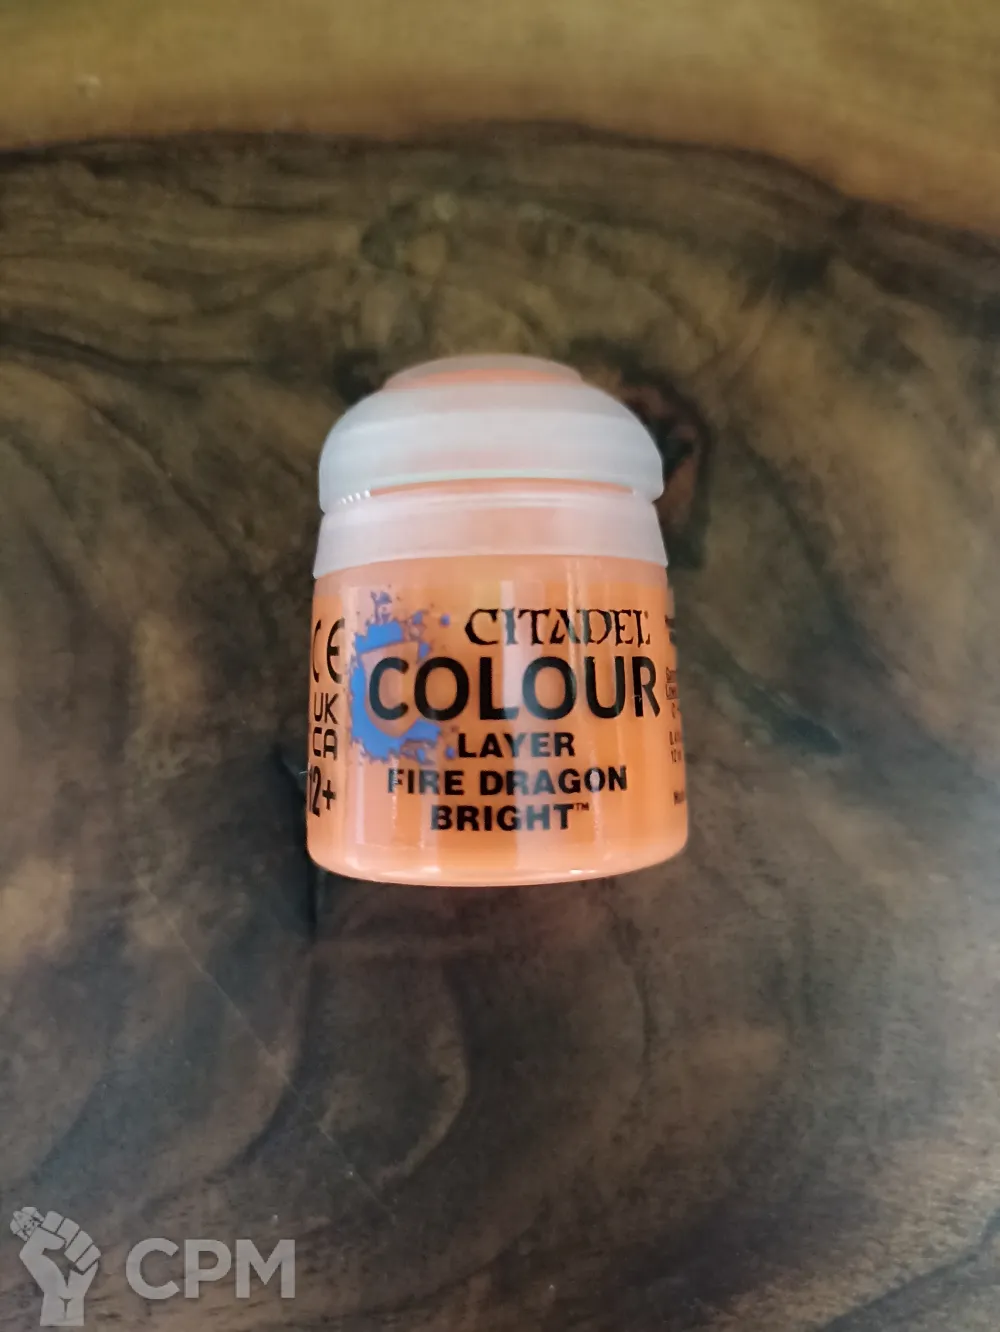 CITADEL
COLOUR
LAYER
FIRE DRAGON
BRIGHT™
CE
UK
CA
12+
CPM